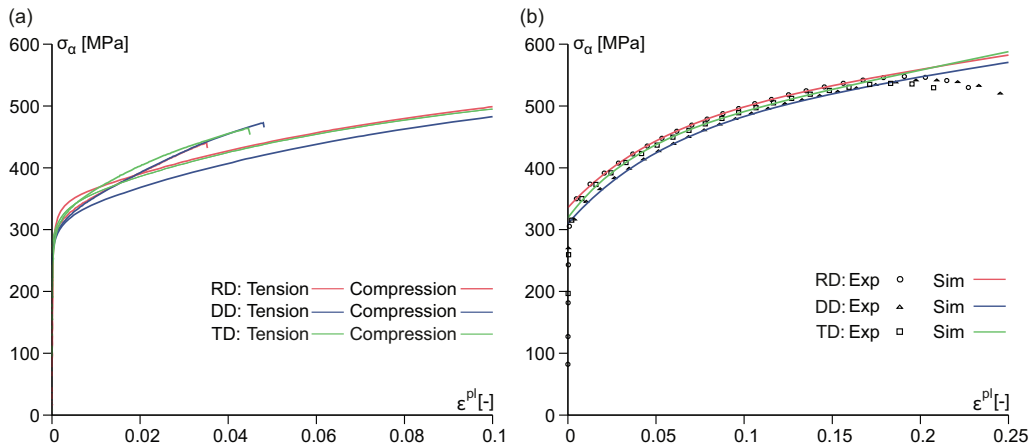 (a)
σα [MPa]
600
500
400
300
200
100
0
RD: Tension Compression
DD: Tension Compression
TD: Tension Compression
εpl[-]
0 0.02 0.04 0.06 0.08 0.1
(b)
σα [MPa]
600
500
400
300
200
100
0
RD: Exp Sim
DD: Exp Sim
TD: Exp Sim
εpl[-]
0 0.05 0.1 0.15 0.2 0.25